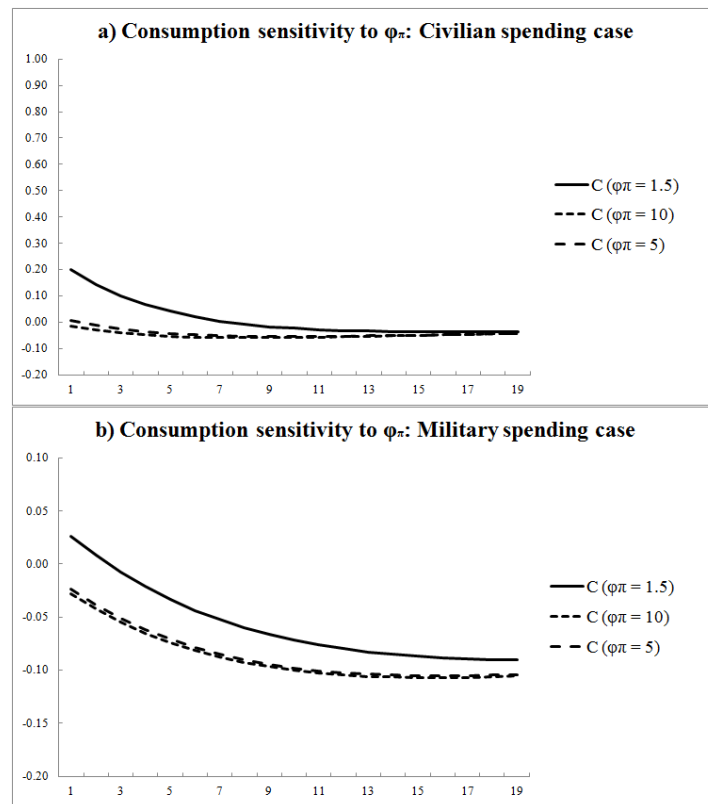 a) Consumption sensitivity to φπ: Civilian spending case
1.00
0.90
0.80
0.70
0.60
0.50
0.40
0.30
0.20
0.10
0.00
-0.10
-0.20
1 3 5 7 9 11 13 15 17 19
C (φπ = 1.5)
C (φπ = 10)
C (φπ = 5)
b) Consumption sensitivity to φπ: Military spending case
0.10
0.05
0.00
-0.05
-0.10
-0.15
-0.20
1 3 5 7 9 11 13 15 17 19
C (φπ = 1.5)
C (φπ = 10)
C (φπ = 5)